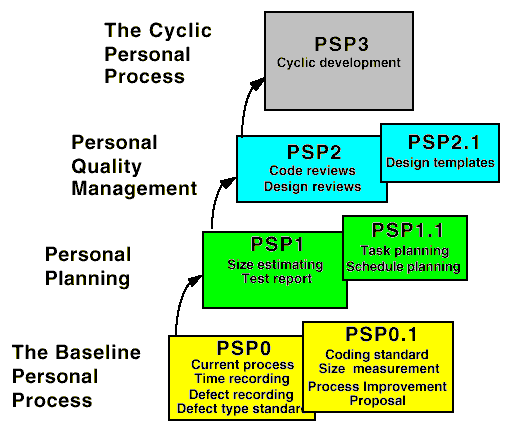 The Cyclic
Personal
Process
PSP3
Cyclic development
Personal
Quality
Management
PSP2
Code reviews
Design reviews
PSP2.1
Design templates
Personal
Planning
PSP1
Size estimating
Test report
PSP1.1
Task planning
Schedule planning
The Baseline
Personal
Process
PSP0
Current process
Time recording
Defect recording
Defect type standard
PSP0.1
Coding standard
Size measurement
Process Improvement
Proposal